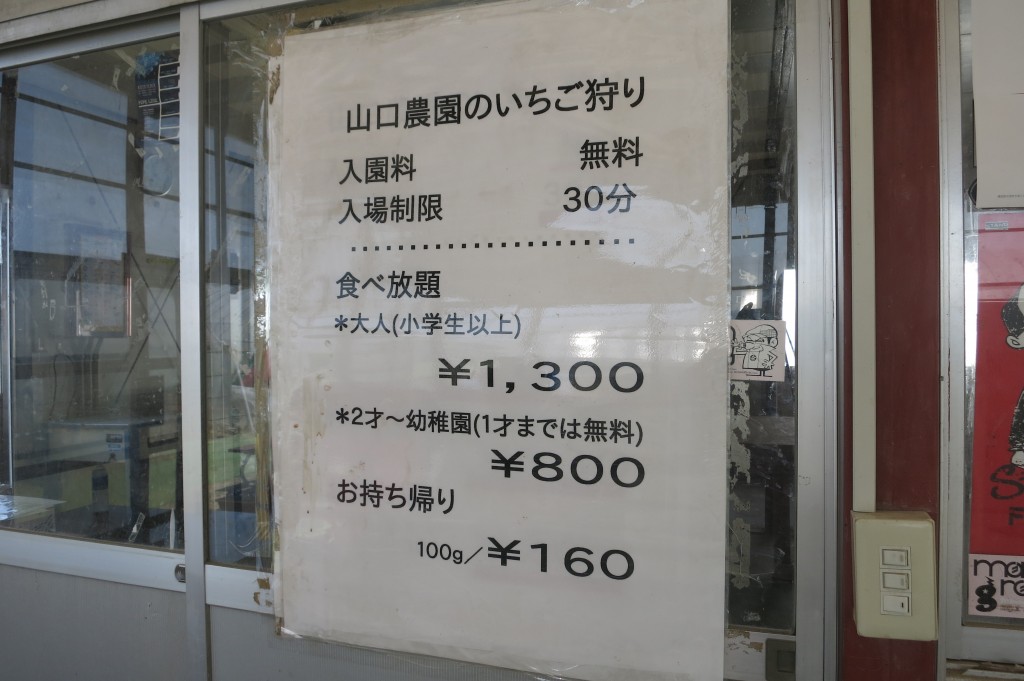 山口農園のいちご狩り
入園料 無料
入場制限 30分
食べ放題
*大人(小学生以上)
¥1,300
*2才～幼稚園(1才までは無料)
¥800
お持ち帰り
100g／¥160